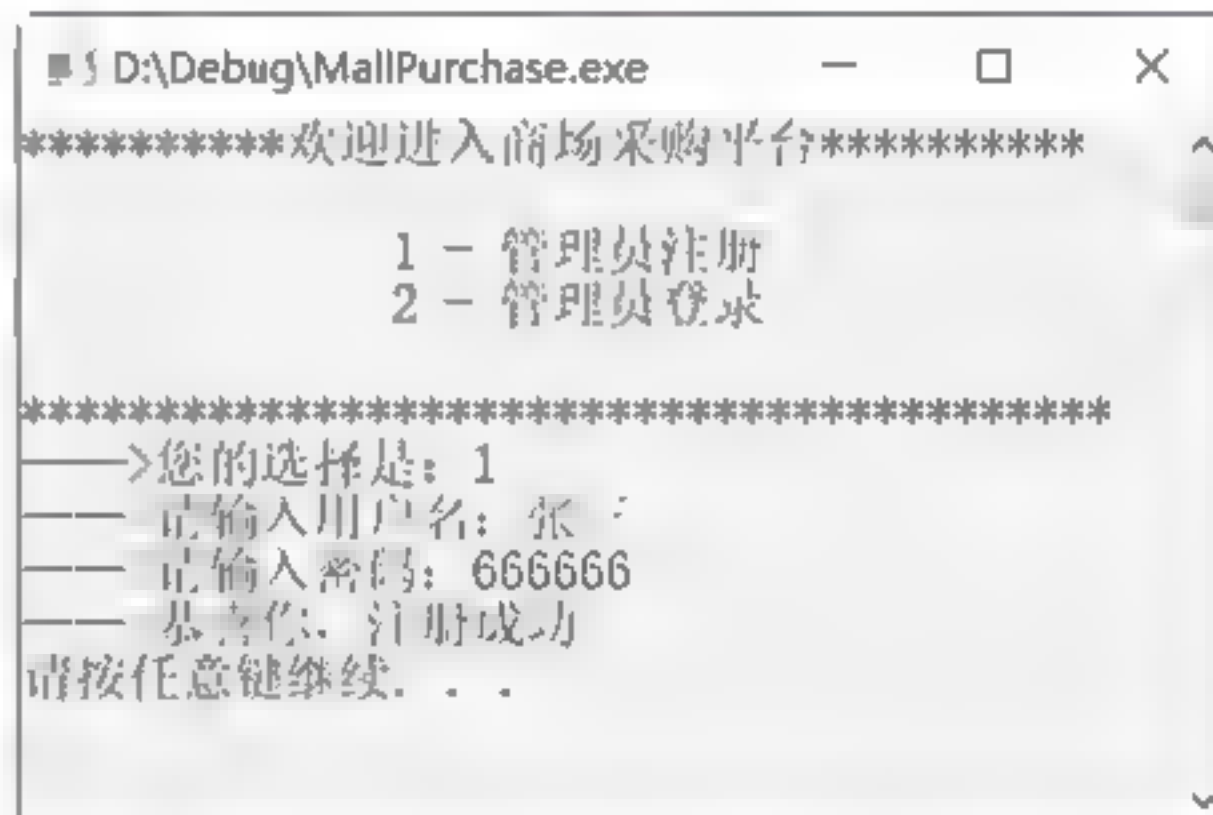 D:\Debug\MallPurchase.exe
**********欢迎进入商场采购平台**********
1 - 管理员注册
2 - 管理员登录
*****************************************
——>您的选择是: 1
—— 请输入用户名: 张
—— 请输入密码: 666666
—— 恭喜你, 注册成功
请按任意键继续. . .